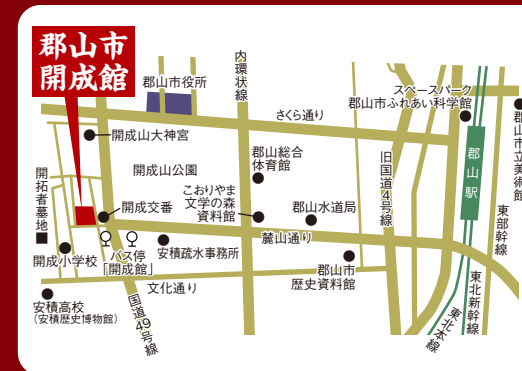 郡山市
開成館
郡山市役所
内環状線
さくら通り
スペースパーク
郡山市ふれあい科学館
郡山市立美術館
開成山大神宮
開成山公園
郡山総合
体育館
旧国道4号線
郡山駅
開拓者墓地
開成交番
こおりやま
文学の森
資料館
郡山水道局
麓山通り
東部幹線
開成小学校
バス停
「開成館」
安積疏水事務所
郡山市
歴史資料館
文化通り
安積高校
(安積歴史博物館)
国道49号線
東北本線
東北新幹線